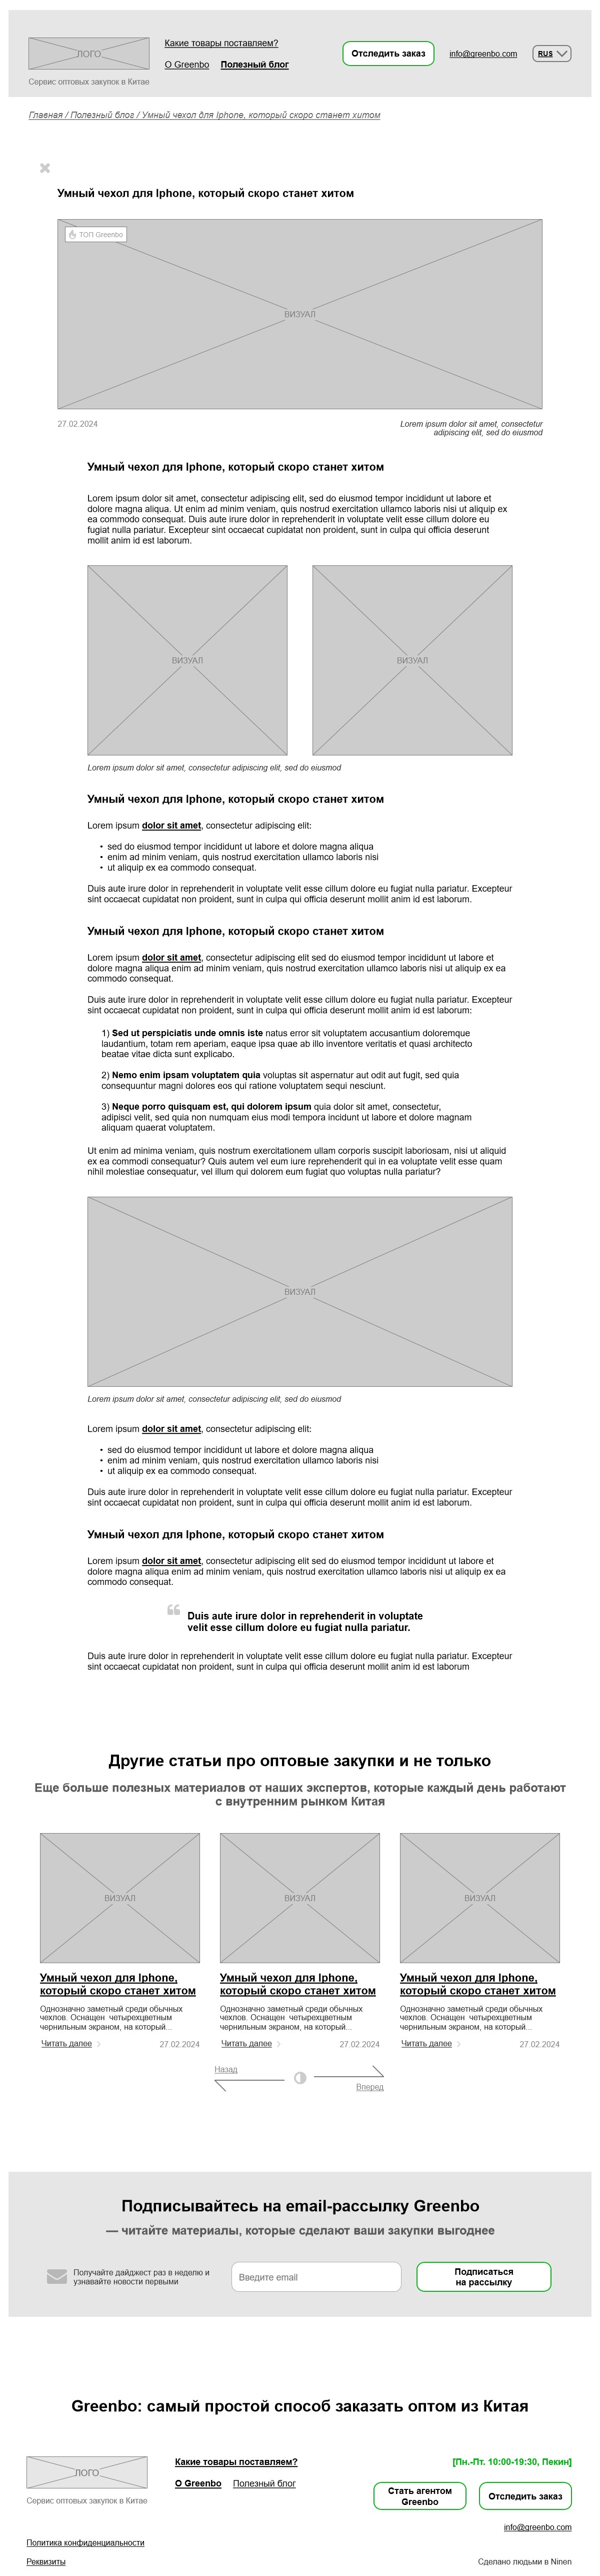 ЛОГО
Сервис оптовых закупок в Китае
Какие товары поставляем?
О Greenbo Полезный блог
Отследить заказ
info@greenbo.com
RUS
Главная / Полезный блог / Умный чехол для Iphone, который скоро станет хитом
Умный чехол для Iphone, который скоро станет хитом
ТОП Greenbo
ВИЗУАЛ
27.02.2024
Lorem ipsum dolor sit amet, consectetur
adipiscing elit, sed do eiusmod
Умный чехол для Iphone, который скоро станет хитом
Lorem ipsum dolor sit amet, consectetur adipiscing elit, sed do eiusmod tempor incididunt ut labore et
dolore magna aliqua. Ut enim ad minim veniam, quis nostrud exercitation ullamco laboris nisi ut aliquip ex
ea commodo consequat. Duis aute irure dolor in reprehenderit in voluptate velit esse cillum dolore eu
fugiat nulla pariatur. Excepteur sint occaecat cupidatat non proident, sunt in culpa qui officia deserunt
mollit anim id est laborum.
ВИЗУАЛ
ВИЗУАЛ
Lorem ipsum dolor sit amet, consectetur adipiscing elit, sed do eiusmod
Умный чехол для Iphone, который скоро станет хитом
Lorem ipsum dolor sit amet, consectetur adipiscing elit:
• sed do eiusmod tempor incididunt ut labore et dolore magna aliqua
• enim ad minim veniam, quis nostrud exercitation ullamco laboris nisi
• ut aliquip ex ea commodo consequat.
Duis aute irure dolor in reprehenderit in voluptate velit esse cillum dolore eu fugiat nulla pariatur. Excepteur
sint occaecat cupidatat non proident, sunt in culpa qui officia deserunt mollit anim id est laborum.
Умный чехол для Iphone, который скоро станет хитом
Lorem ipsum dolor sit amet, consectetur adipiscing elit sed do eiusmod tempor incididunt ut labore et
dolore magna aliqua enim ad minim veniam, quis nostrud exercitation ullamco laboris nisi ut aliquip ex ea
commodo consequat.
Duis aute irure dolor in reprehenderit in voluptate velit esse cillum dolore eu fugiat nulla pariatur. Excepteur
sint occaecat cupidatat non proident, sunt in culpa qui officia deserunt mollit anim id est laborum:
1) Sed ut perspiciatis unde omnis iste natus error sit voluptatem accusantium doloremque
laudantium, totam rem aperiam, eaque ipsa quae ab illo inventore veritatis et quasi architecto
beatae vitae dicta sunt explicabo.
2) Nemo enim ipsam voluptatem quia voluptas sit aspernatur aut odit aut fugit, sed quia
consequuntur magni dolores eos qui ratione voluptatem sequi nesciunt.
3) Neque porro quisquam est, qui dolorem ipsum quia dolor sit amet, consectetur,
adipisci velit, sed quia non numquam eius modi tempora incidunt ut labore et dolore magnam
aliquam quaerat voluptatem.
Ut enim ad minima veniam, quis nostrum exercitationem ullam corporis suscipit laboriosam, nisi ut aliquid
ex ea commodi consequatur? Quis autem vel eum iure reprehenderit qui in ea voluptate velit esse quam
nihil molestiae consequatur, vel illum qui dolorem eum fugiat quo voluptas nulla pariatur?
ВИЗУАЛ
Lorem ipsum dolor sit amet, consectetur adipiscing elit, sed do eiusmod
Lorem ipsum dolor sit amet, consectetur adipiscing elit:
• sed do eiusmod tempor incididunt ut labore et dolore magna aliqua
• enim ad minim veniam, quis nostrud exercitation ullamco laboris nisi
• ut aliquip ex ea commodo consequat.
Duis aute irure dolor in reprehenderit in voluptate velit esse cillum dolore eu fugiat nulla pariatur. Excepteur
sint occaecat cupidatat non proident, sunt in culpa qui officia deserunt mollit anim id est laborum.
Умный чехол для Iphone, который скоро станет хитом
Lorem ipsum dolor sit amet, consectetur adipiscing elit sed do eiusmod tempor incididunt ut labore et
dolore magna aliqua enim ad minim veniam, quis nostrud exercitation ullamco laboris nisi ut aliquip ex ea
commodo consequat.
Duis aute irure dolor in reprehenderit in voluptate
velit esse cillum dolore eu fugiat nulla pariatur.
Duis aute irure dolor in reprehenderit in voluptate velit esse cillum dolore eu fugiat nulla pariatur. Excepteur
sint occaecat cupidatat non proident, sunt in culpa qui officia deserunt mollit anim id est laborum
Другие статьи про оптовые закупки и не только
Еще больше полезных материалов от наших экспертов, которые каждый день работают
с внутренним рынком Китая
ВИЗУАЛ
Умный чехол для Iphone,
который скоро станет хитом
Однозначно заметный среди обычных
чехлов. Оснащен четырехцветным
чернильным экраном, на который...
Читать далее
27.02.2024
ВИЗУАЛ
Умный чехол для Iphone,
который скоро станет хитом
Однозначно заметный среди обычных
чехлов. Оснащен четырехцветным
чернильным экраном, на который...
Читать далее
27.02.2024
ВИЗУАЛ
Умный чехол для Iphone,
который скоро станет хитом
Однозначно заметный среди обычных
чехлов. Оснащен четырехцветным
чернильным экраном, на который...
Читать далее
27.02.2024
Назад
Вперед
Подписывайтесь на email-рассылку Greenbo
— читайте материалы, которые сделают ваши закупки выгоднее
Получайте дайджест раз в неделю и
узнавайте новости первыми
Введите email
Подписаться
на рассылку
Greenbo: самый простой способ заказать оптом из Китая
ЛОГО
Сервис оптовых закупок в Китае
Какие товары поставляем?
О Greenbo Полезный блог
[Пн.-Пт. 10:00-19:30, Пекин]
Стать агентом
Greenbo
Отследить заказ
info@greenbo.com
Политика конфиденциальности
Реквизиты
Сделано людьми в Ninen